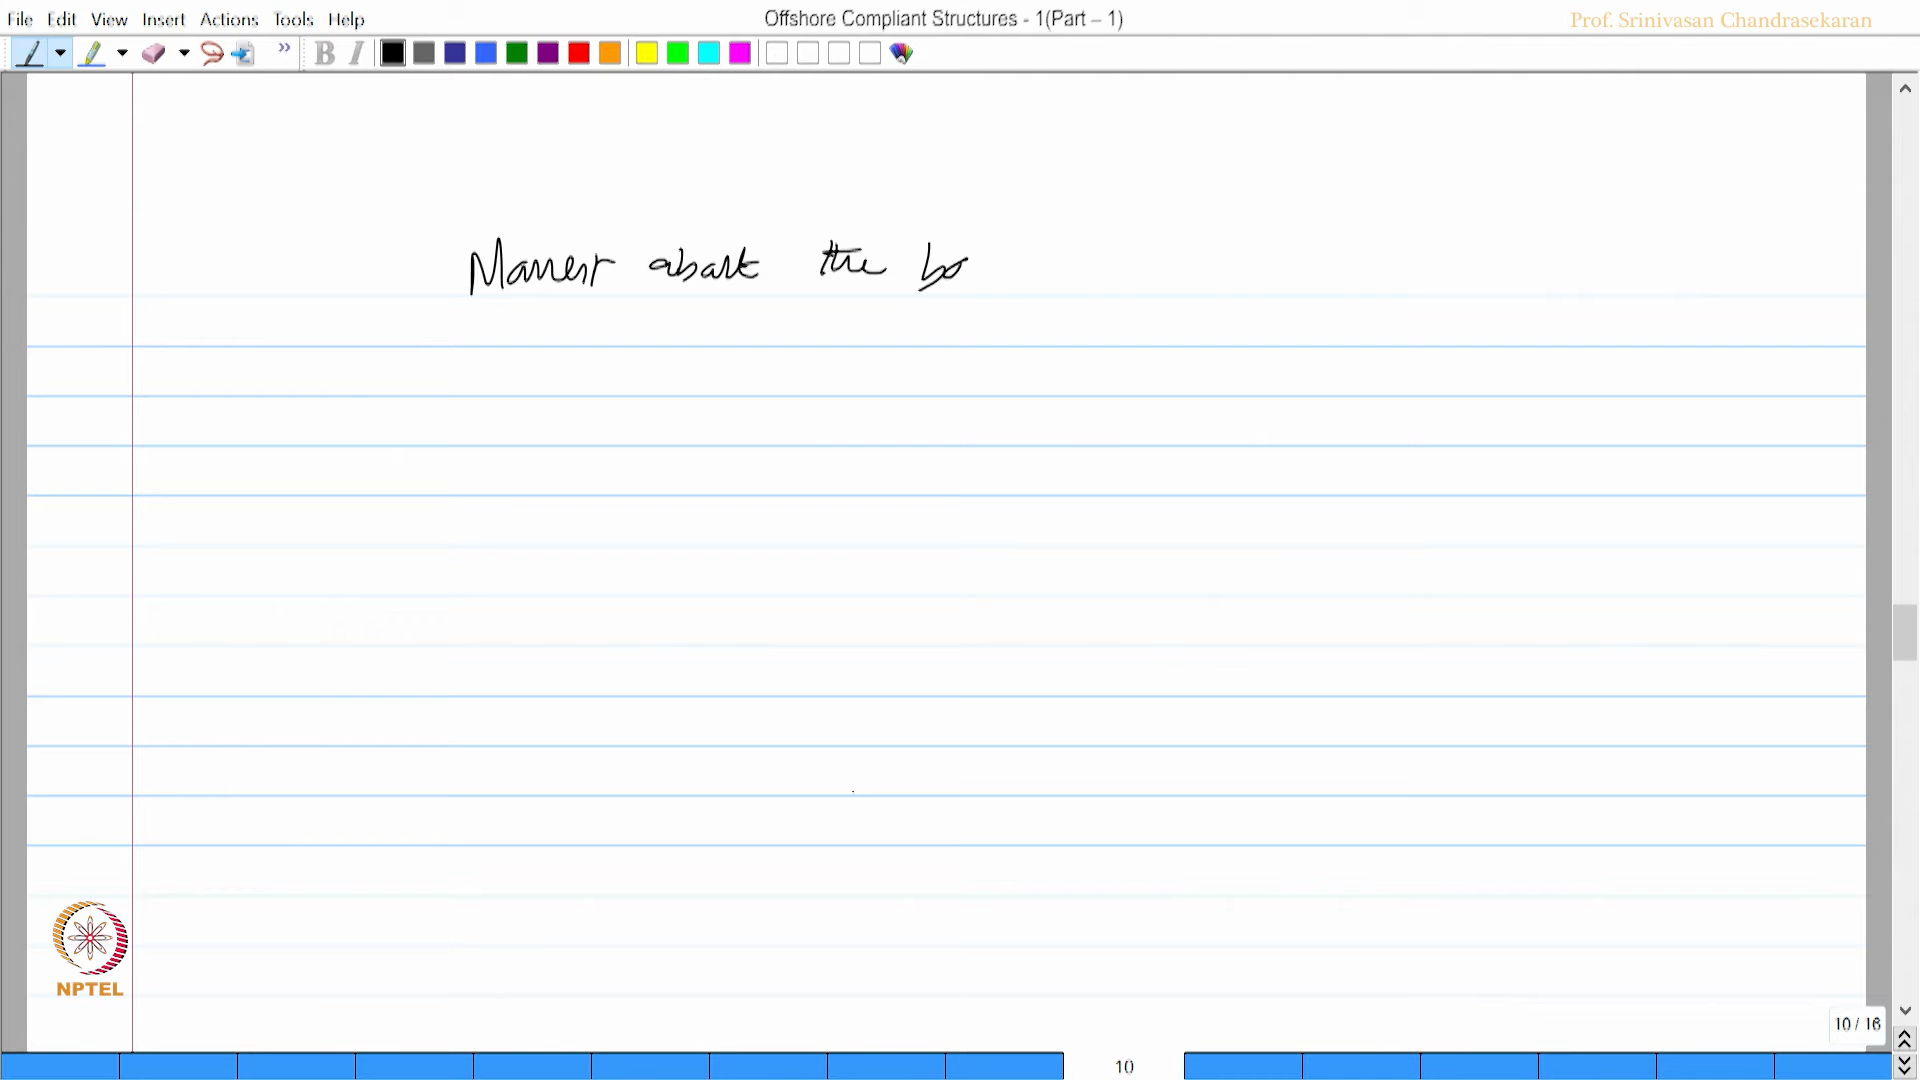 File Edit View Insert Actions Tools Help
Offshore Compliant Structures - 1(Part – 1)
Prof. Srinivasan Chandrasekaran
B I
Moment about the bo
NPTEL
10 / 16
10